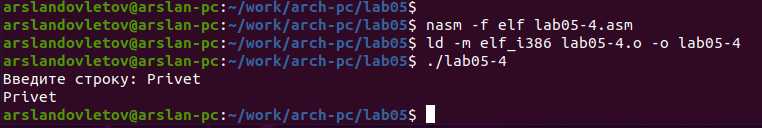 arslandovletov@arslan-pc:~/work/arch-pc/lab05$
arslandovletov@arslan-pc:~/work/arch-pc/lab05$ nasm -f elf lab05-4.asm
arslandovletov@arslan-pc:~/work/arch-pc/lab05$ ld -m elf_i386 lab05-4.o -o lab05-4
arslandovletov@arslan-pc:~/work/arch-pc/lab05$ ./lab05-4
Введите строку: Privet
Privet
arslandovletov@arslan-pc:~/work/arch-pc/lab05$